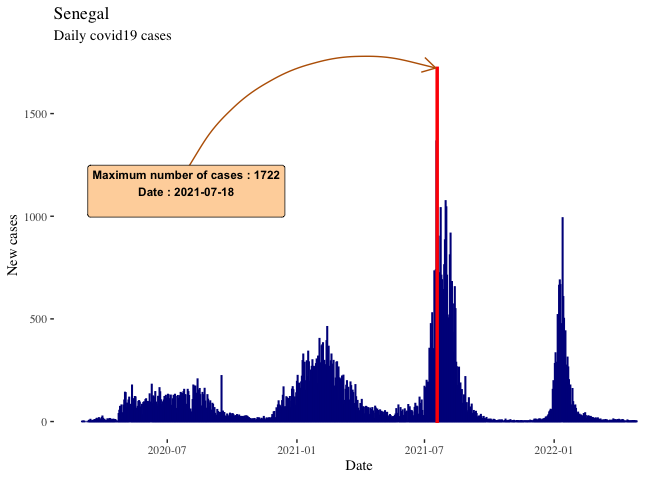 Senegal
Daily covid19 cases
1500
Maximum number of cases : 1722
Date : 2021-07-18
1000
New cases
500
0
2020-07
2021-01
2021-07
2022-01
Date